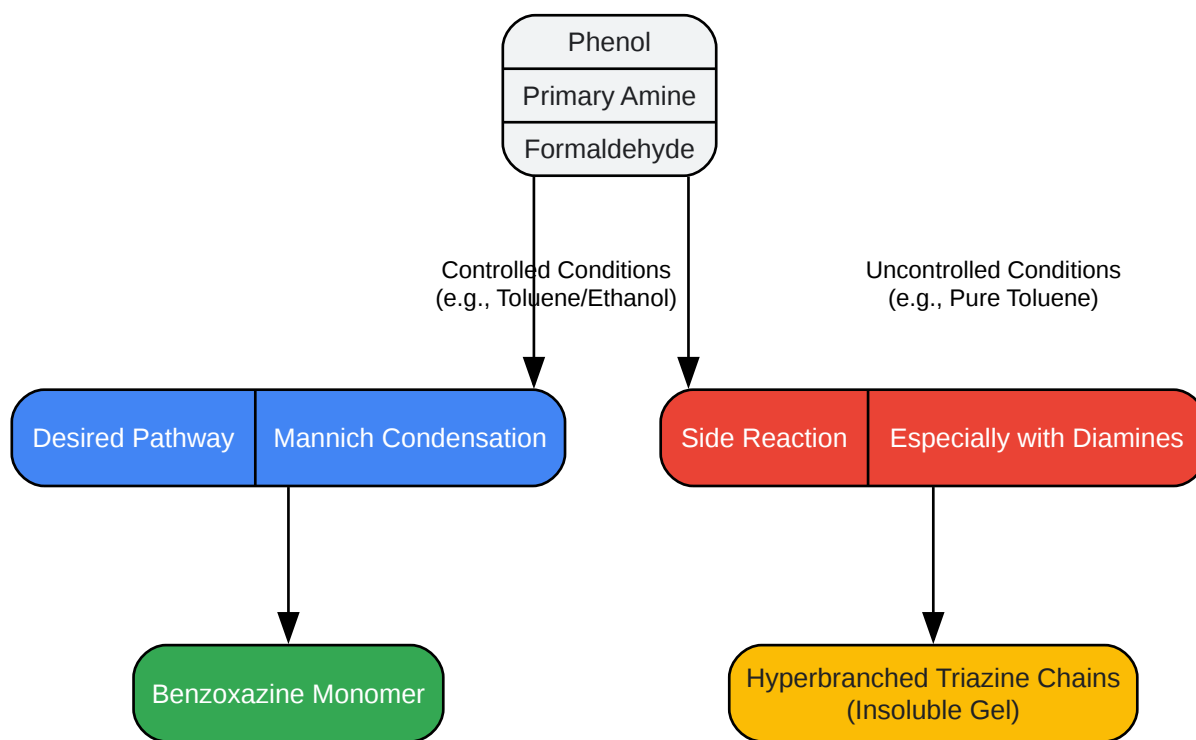 Phenol
Primary Amine
Formaldehyde
Controlled Conditions
(e.g., Toluene/Ethanol)
Uncontrolled Conditions
(e.g., Pure Toluene)
Desired Pathway
Mannich Condensation
Side Reaction
Especially with Diamines
Benzoxazine Monomer
Hyperbranched Triazine Chains
(Insoluble Gel)